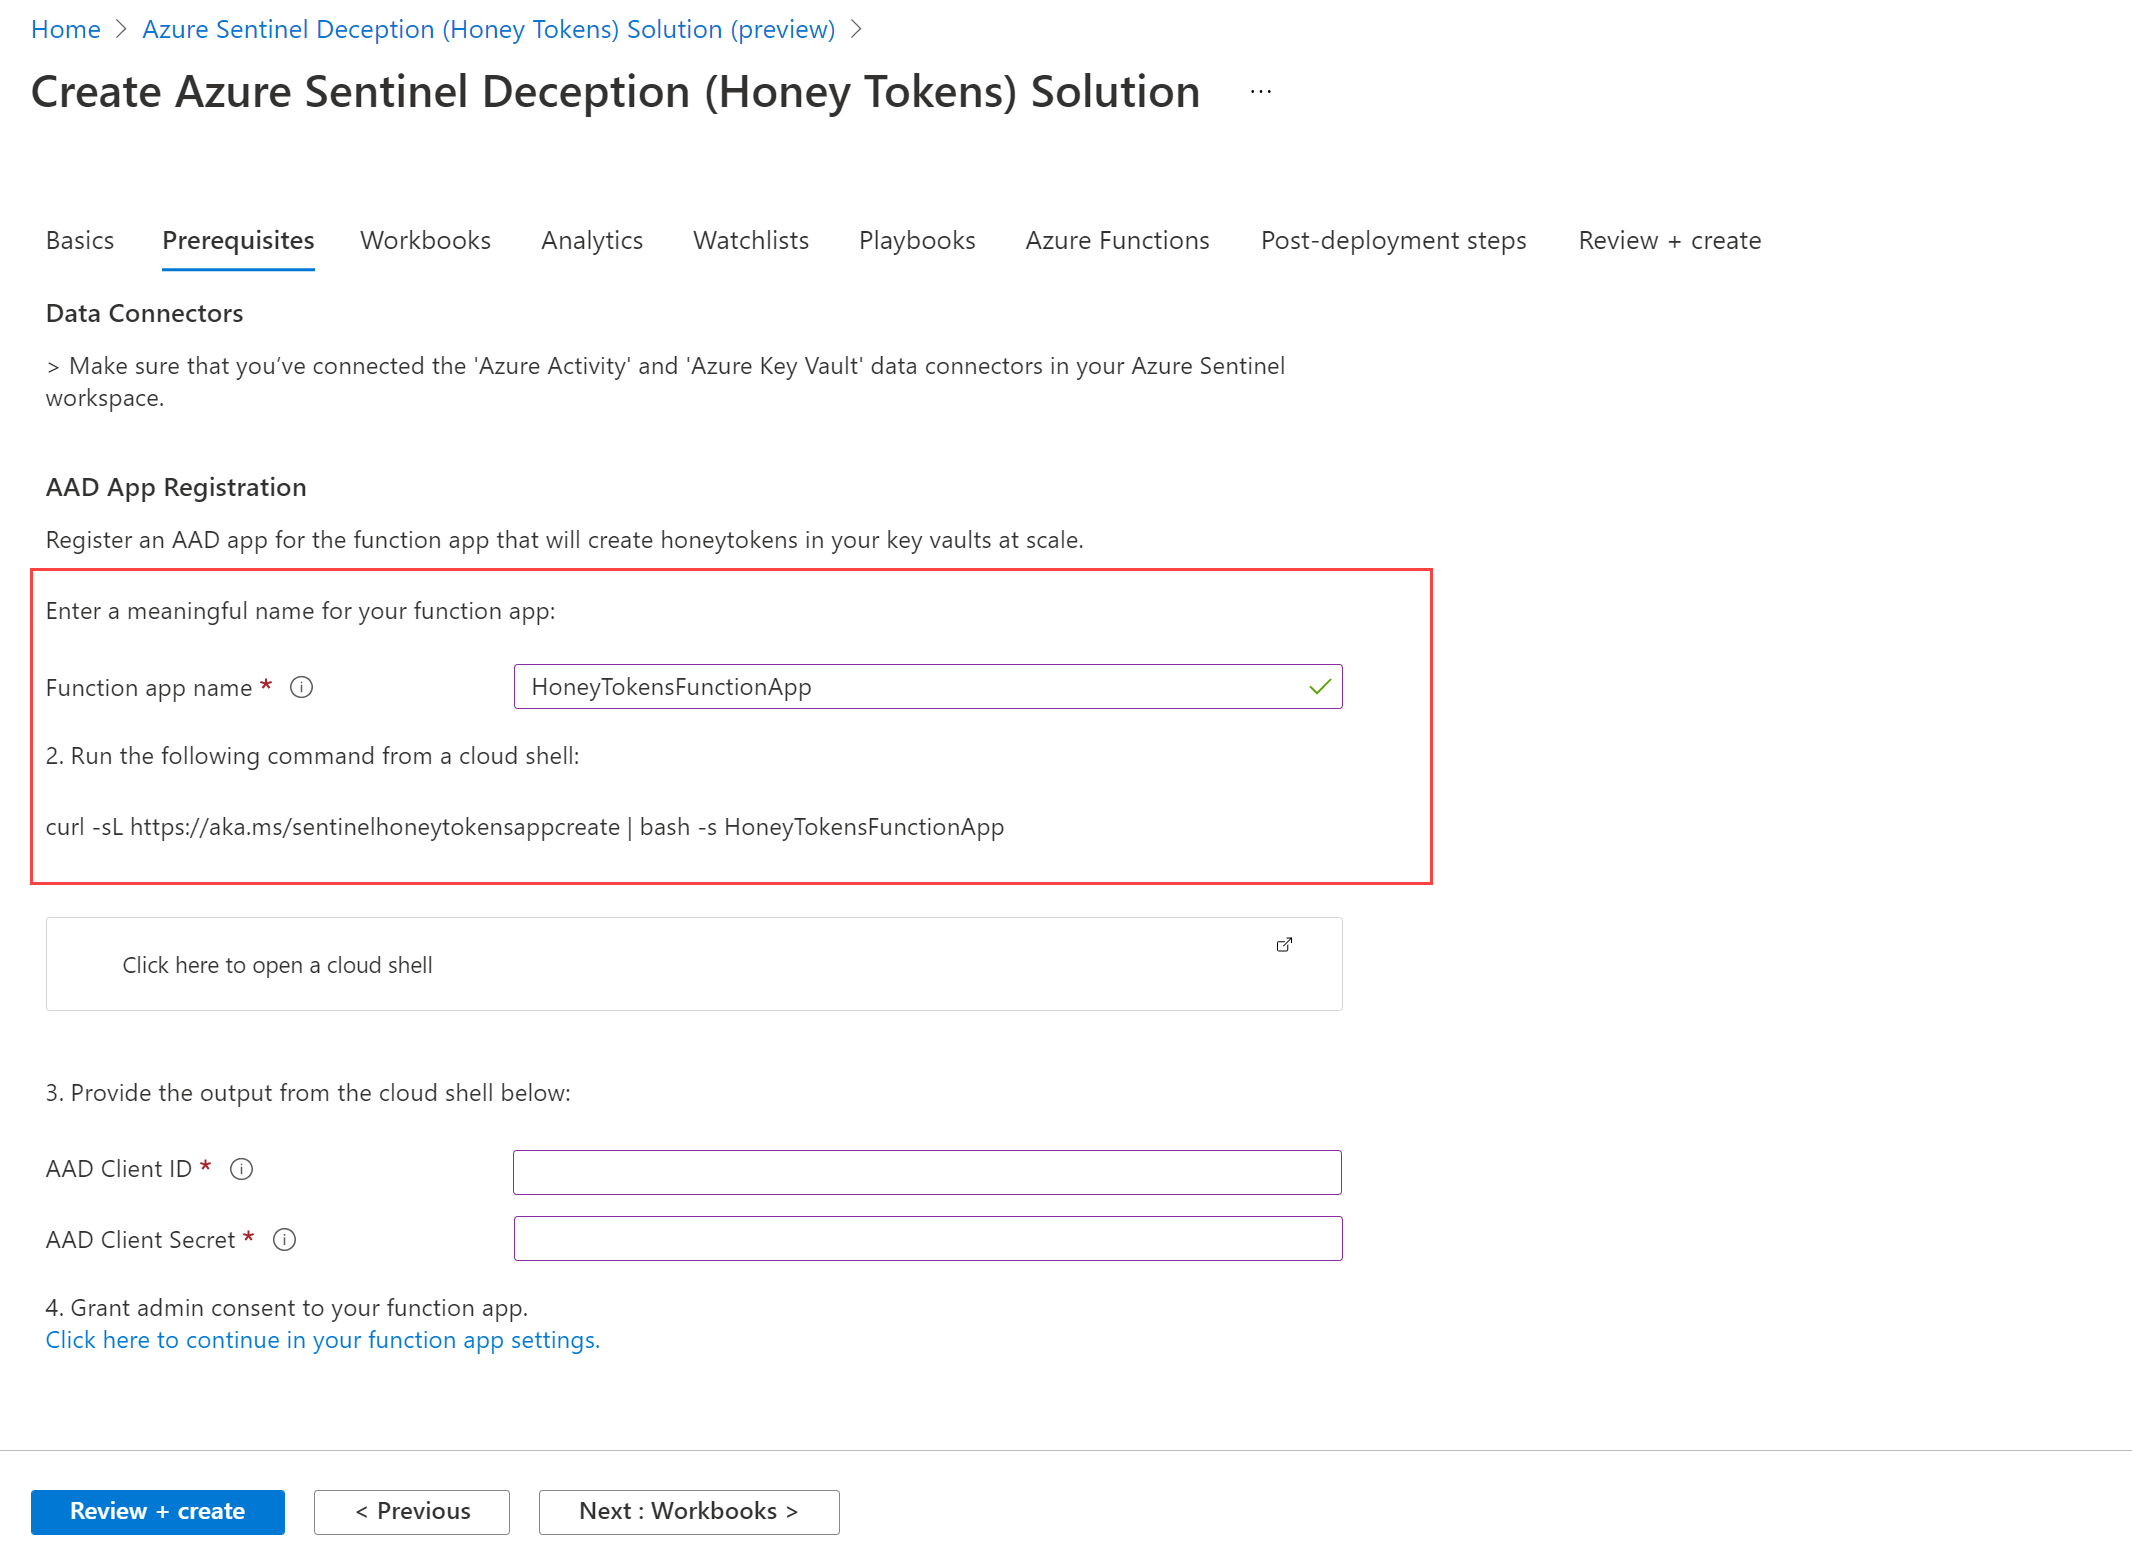 Home > Azure Sentinel Deception (Honey Tokens) Solution (preview) >
Create Azure Sentinel Deception (Honey Tokens) Solution ...
Basics Prerequisites Workbooks Analytics Watchlists Playbooks Azure Functions Post-deployment steps Review + create
Data Connectors
> Make sure that you’ve connected the 'Azure Activity' and 'Azure Key Vault' data connectors in your Azure Sentinel
workspace.
AAD App Registration
Register an AAD app for the function app that will create honeytokens in your key vaults at scale.
Enter a meaningful name for your function app:
Function app name * HoneyTokensFunctionApp
2. Run the following command from a cloud shell:
curl -sL https://aka.ms/sentinelhoneytokensappcreate | bash -s HoneyTokensFunctionApp
Click here to open a cloud shell
3. Provide the output from the cloud shell below:
AAD Client ID *
AAD Client Secret *
4. Grant admin consent to your function app.
Click here to continue in your function app settings.
Review + create < Previous Next : Workbooks >